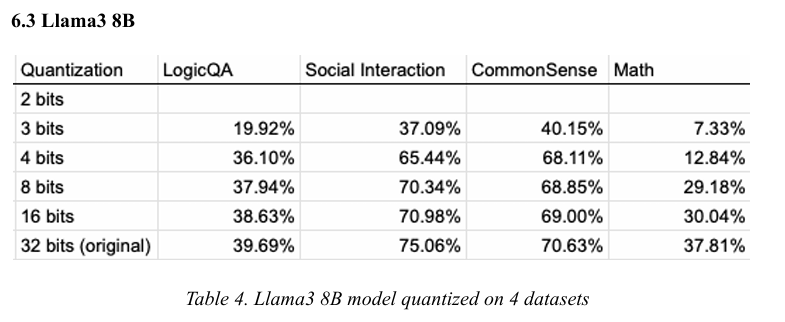 6.3 Llama3 8B
Quantization LogicQA Social Interaction CommonSense Math
2 bits
3 bits 19.92% 37.09% 40.15% 7.33%
4 bits 36.10% 65.44% 68.11% 12.84%
8 bits 37.94% 70.34% 68.85% 29.18%
16 bits 38.63% 70.98% 69.00% 30.04%
32 bits (original) 39.69% 75.06% 70.63% 37.81%
Table 4. Llama3 8B model quantized on 4 datasets